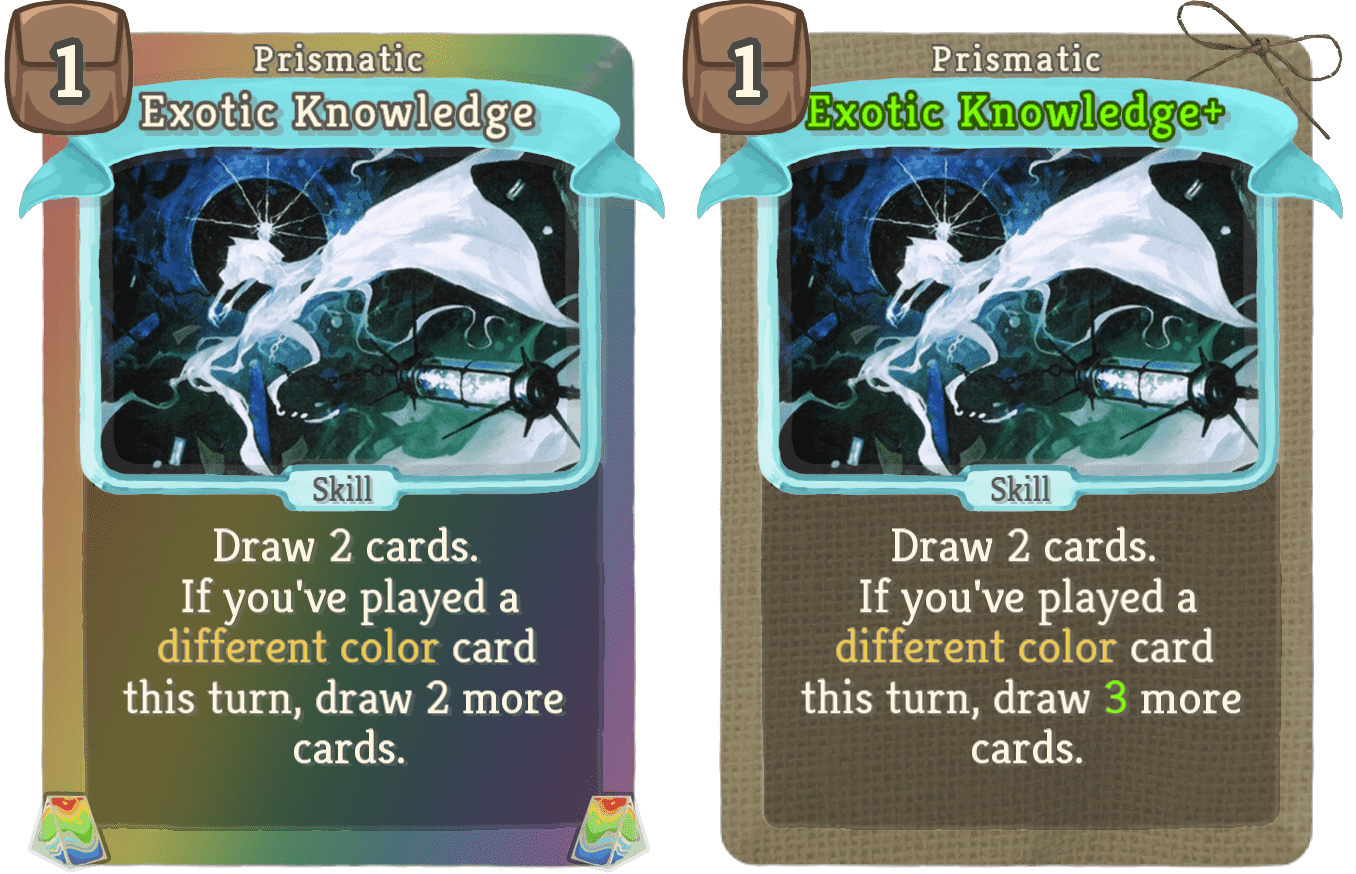 1
Prismatic
Exotic Knowledge
Skill
Draw 2 cards.
If you've played a
different color card
this turn, draw 2 more
cards.
1
Prismatic
Exotic Knowledge+
Skill
Draw 2 cards.
If you've played a
different color card
this turn, draw 3 more
cards.